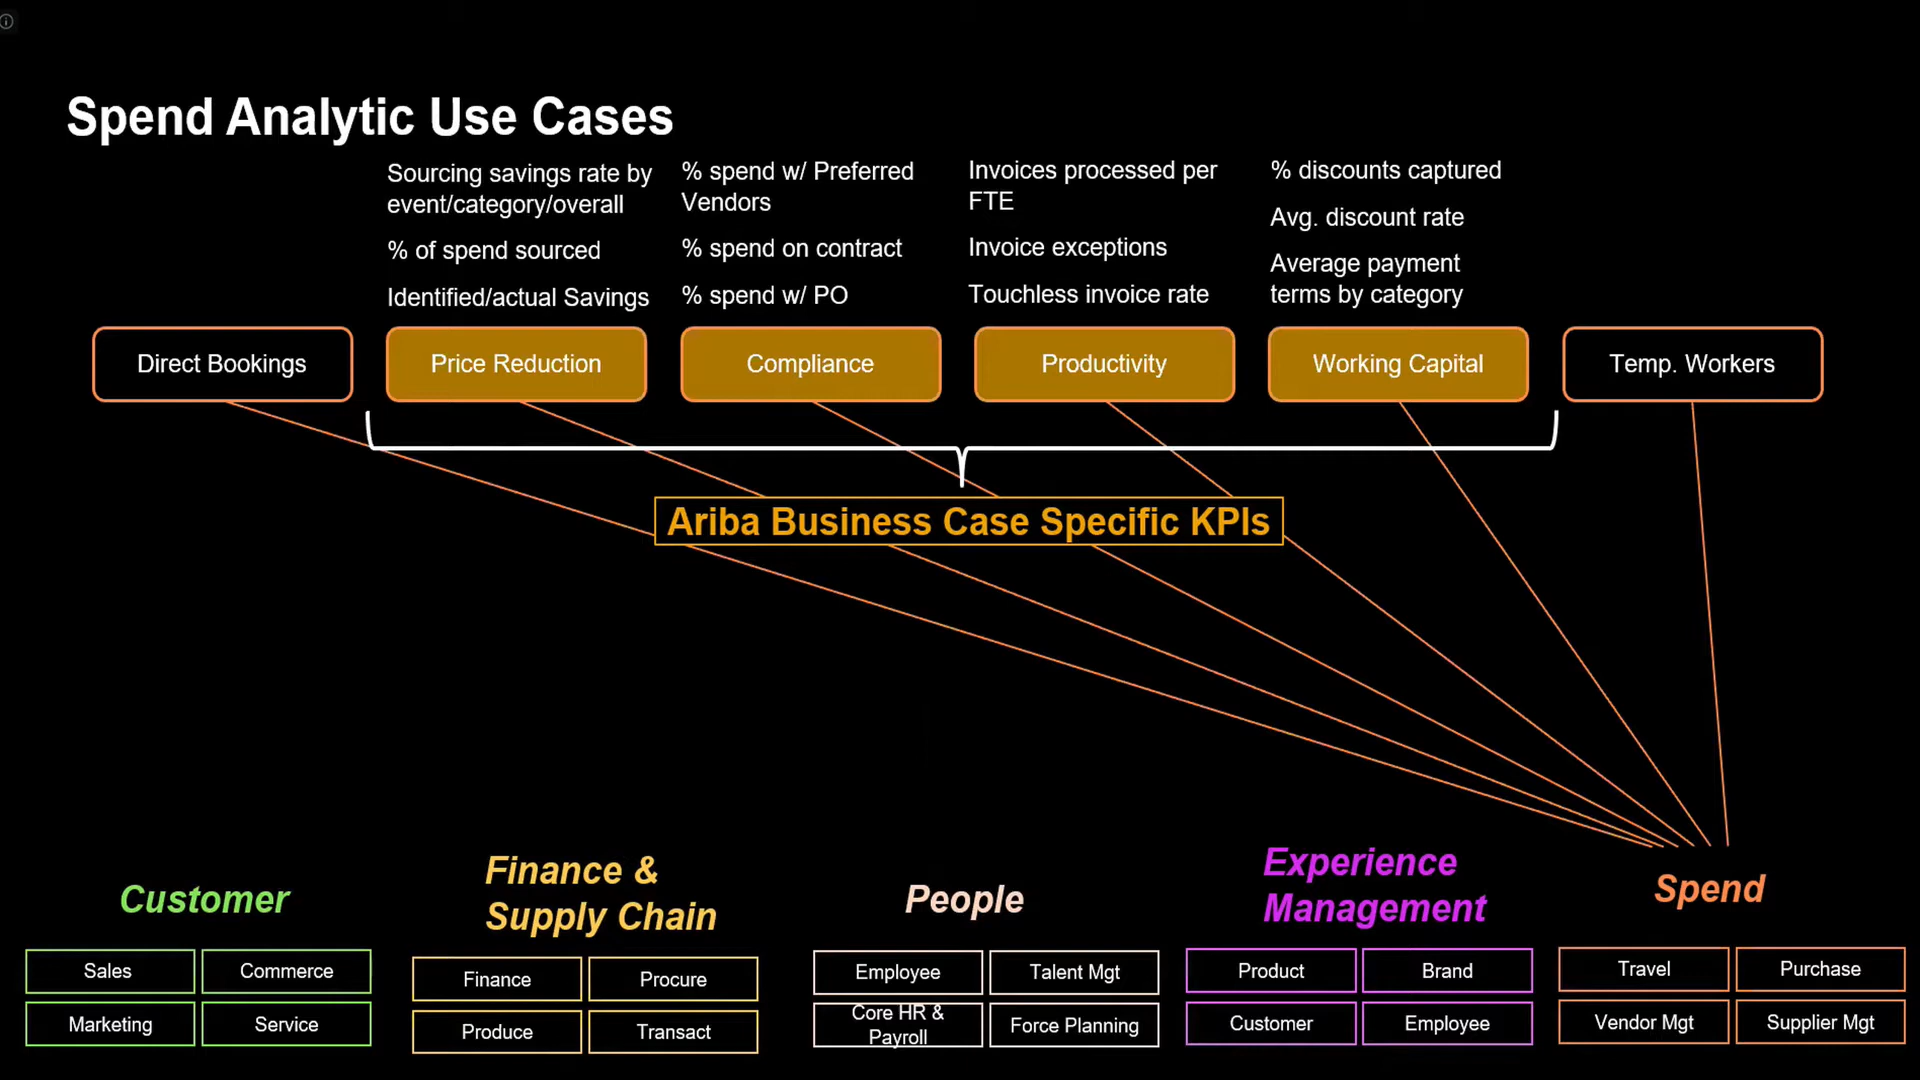 Spend Analytic Use Cases
Sourcing savings rate by
event/category/overall
% of spend sourced
Identified/actual Savings
% spend w/ Preferred
Vendors
% spend on contract
% spend w/ PO
Invoices processed per
FTE
Invoice exceptions
Touchless invoice rate
% discounts captured
Avg. discount rate
Average payment
terms by category
Direct Bookings
Price Reduction
Compliance
Productivity
Working Capital
Temp. Workers
Ariba Business Case Specific KPIs
Customer
Sales
Commerce
Marketing
Service
Finance &
Supply Chain
Finance
Procure
Produce
Transact
People
Employee
Talent Mgt
Core HR &
Payroll
Force Planning
Experience
Management
Product
Brand
Customer
Employee
Spend
Travel
Purchase
Vendor Mgt
Supplier Mgt